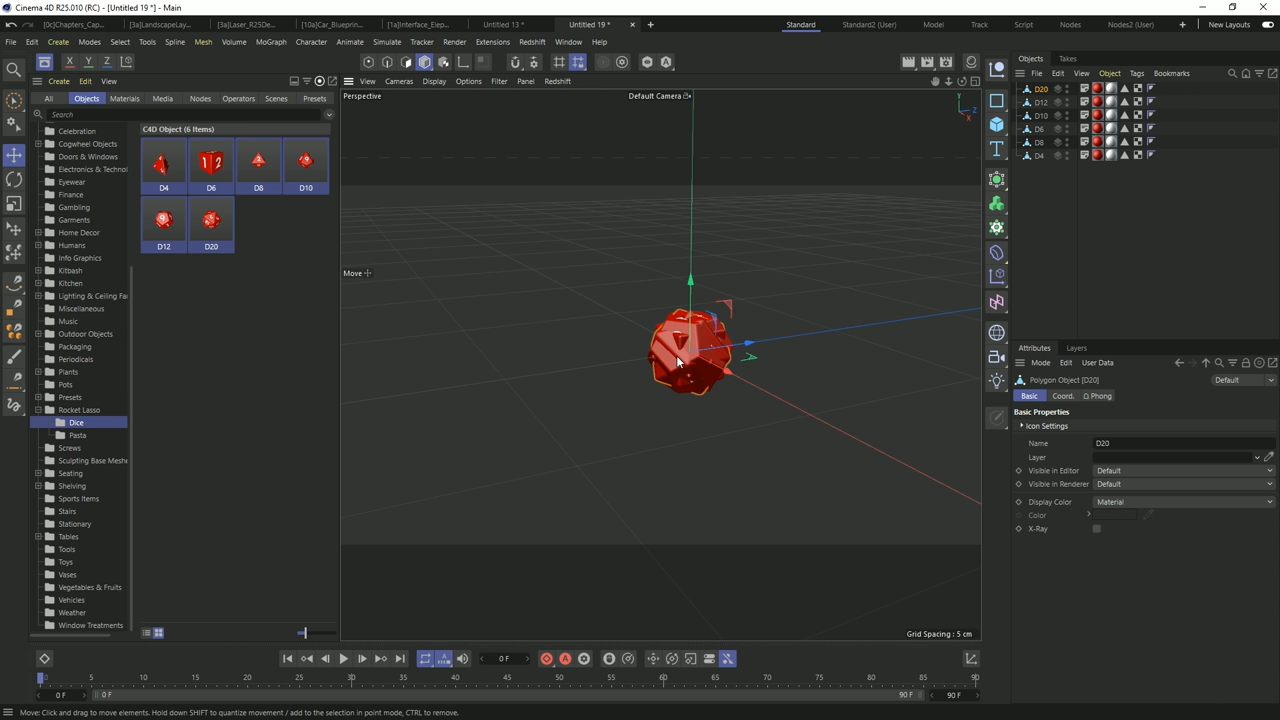 Cinema 4D R25.010 (RC) - [Untitled 19 *] - Main
[0c]Chapters_Cap... [3a]LandscapeLay... [3a]Laser_R25De... [10a]Car_Blueprin... [1a]Interface_Elep... Untitled 13 * Untitled 19 *
Standard Standard2 (User) Model Track Script Nodes Nodes2 (User) New Layouts
File Edit Create Modes Select Tools Spline Mesh Volume MoGraph Character Animate Simulate Tracker Render Extensions Redshift Window Help
X Y Z
Create Edit View
All Objects Materials Media Nodes Operators Scenes Presets
Search
Celebration
Cogwheel Objects
Doors & Windows
Electronics & Technol
Eyewear
Finance
Gambling
Garments
Home Decor
Humans
Info Graphics
Kitbash
Kitchen
Lighting & Ceiling Fa
Miscellaneous
Music
Outdoor Objects
Packaging
Periodicals
Plants
Pots
Presets
Rocket Lasso
Dice
Pasta
Screws
Sculpting Base Meshe
Seating
Shelving
Sports Items
Stairs
Stationary
Tables
Tools
Toys
Vases
Vegetables & Fruits
Vehicles
Weather
Window Treatments
C4D Object (6 Items)
D4 D6 D8 D10
D12 D20
View Cameras Display Options Filter Panel Redshift
Perspective
Default Camera
Y
Z
X
Move
Grid Spacing : 5 cm
Objects Takes
File Edit View Object Tags Bookmarks
D20
D12
D10
D6
D8
D4
Attributes Layers
Mode Edit User Data
Polygon Object [D20]
Default
Basic Coord. Phong
Basic Properties
Icon Settings
Name D20
Layer
Visible in Editor Default
Visible in Renderer Default
Display Color Material
Color
X-Ray
0 F
0 5 10 15 20 25 30 35 40 45 50 55 60 65 70 75 80 85 90
0 F 0 F 90 F 90 F
Move: Click and drag to move elements. Hold down SHIFT to quantize movement / add to the selection in point mode, CTRL to remove.